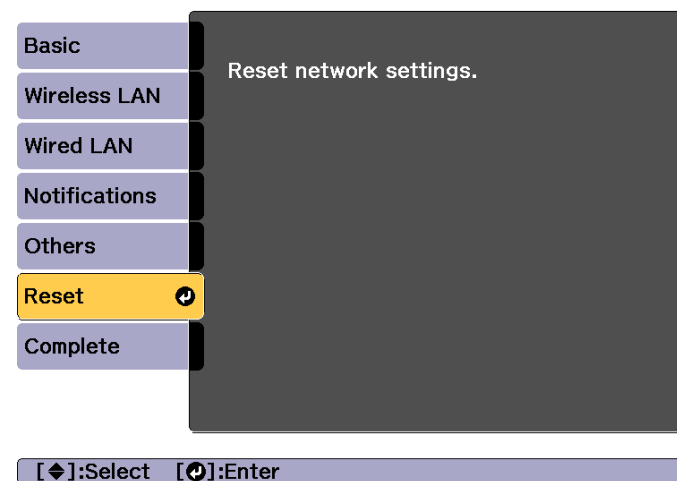 Basic
Wireless LAN
Wired LAN
Notifications
Others
Reset
Complete
Reset network settings.
[◆]:Select [⏎]:Enter